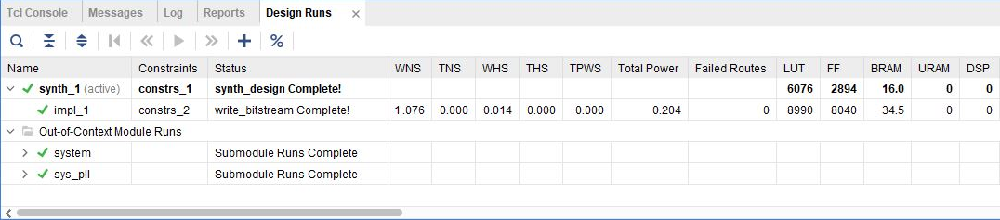 Tcl Console Messages Log Reports Design Runs
Name Constraints Status WNS TNS WHS THS TPWS Total Power Failed Routes LUT FF BRAM URAM DSP
synth_1 (active) constrs_1 synth_design Complete! 6076 2894 16.0 0 0
impl_1 constrs_2 write_bitstream Complete! 1.076 0.000 0.014 0.000 0.000 0.204 0 8990 8040 34.5 0 0
Out-of-Context Module Runs
system Submodule Runs Complete
sys_pll Submodule Runs Complete